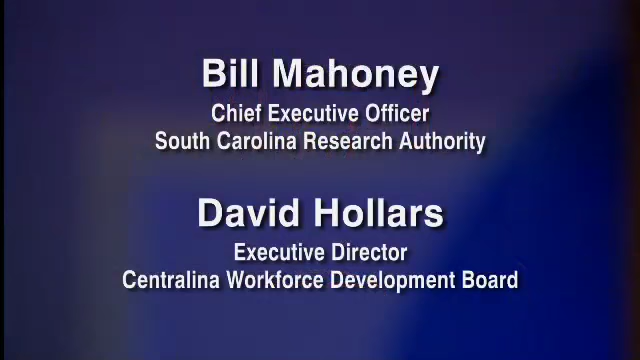 Bill Mahoney
Chief Executive Officer
South Carolina Research Authority
David Hollars
Executive Director
Centralina Workforce Development Board